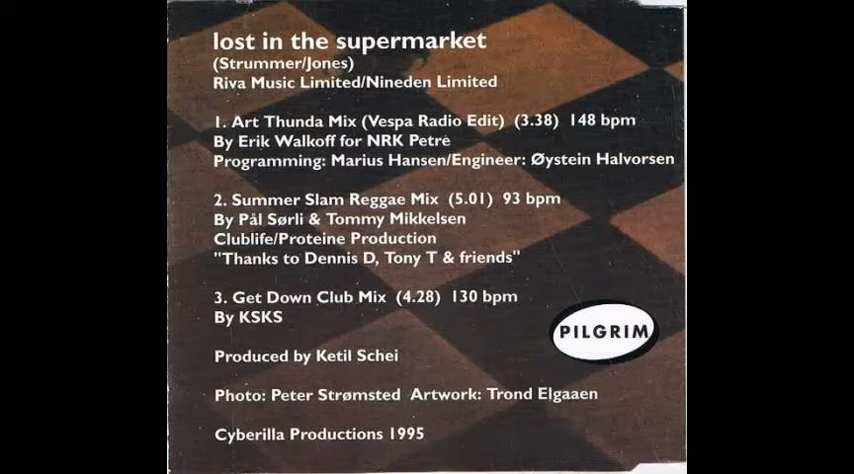 lost in the supermarket
(Strummer/Jones)
Riva Music Limited/Nineden Limited
1. Art Thunda Mix (Vespa Radio Edit) (3.38) 148 bpm
By Erik Walkoff for NRK Petrè
Programming: Marius Hansen/Engineer: Øystein Halvorsen
2. Summer Slam Reggae Mix (5.01) 93 bpm
By Pål Sørli & Tommy Mikkelsen
Clublife/Proteine Production
"Thanks to Dennis D, Tony T & friends"
3. Get Down Club Mix (4.28) 130 bpm
By KSKS
PILGRIM
Produced by Ketil Schei
Photo: Peter Strømsted Artwork: Trond Elgaaen
Cyberilla Productions 1995